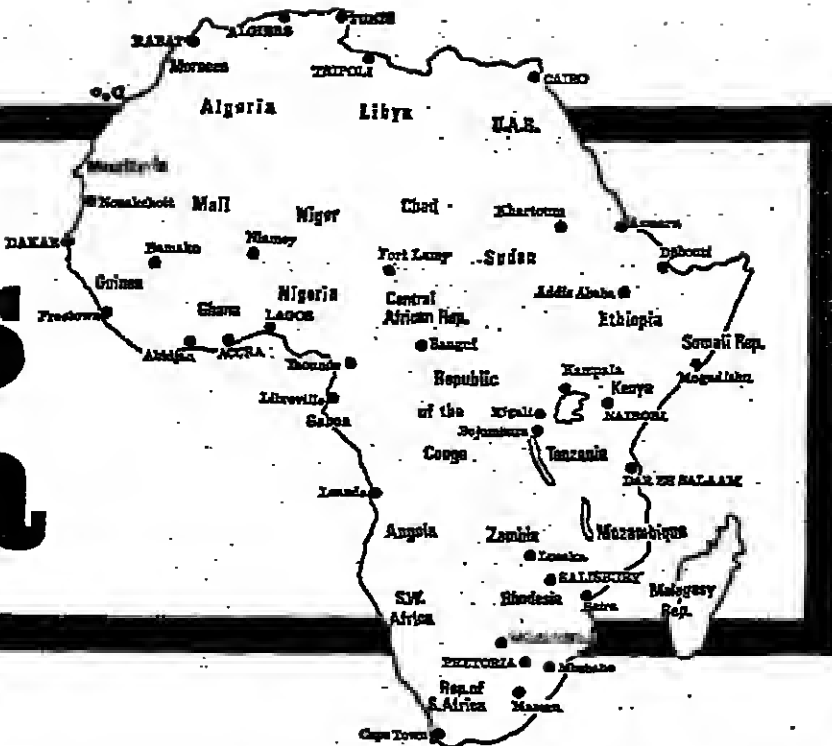 TUNIS
ALGIERS
RABAT
Morocco
TRIPOLI
CAIRO
Algeria
Libya
U.A.R.
Mauritania
Nouakchott
Mali
Niger
Chad
Khartoum
Asmara
DAKAR
Bamako
Niamey
Fort Lamy
Sudan
Djibouti
Guinea
Nigeria
Central
African Rep.
Addis Ababa
Ethiopia
Freetown
Ghana
LAGOS
Abidjan
ACCRA
Bangui
Somali Rep.
Mogadishu
Yaounde
Republic
of the
Congo
Kampala
Kenya
NAIROBI
Libreville
Gabon
Kigali
Bujumbura
Tanzania
DAR ES SALAAM
Luanda
Angola
Zambia
Mozambique
Lusaka
SALISBURY
Rhodesia
Beira
Malagasy
Rep.
S.W.
Africa
PRETORIA
Mbabane
Rep. of
S. Africa
Maseru
Cape Town